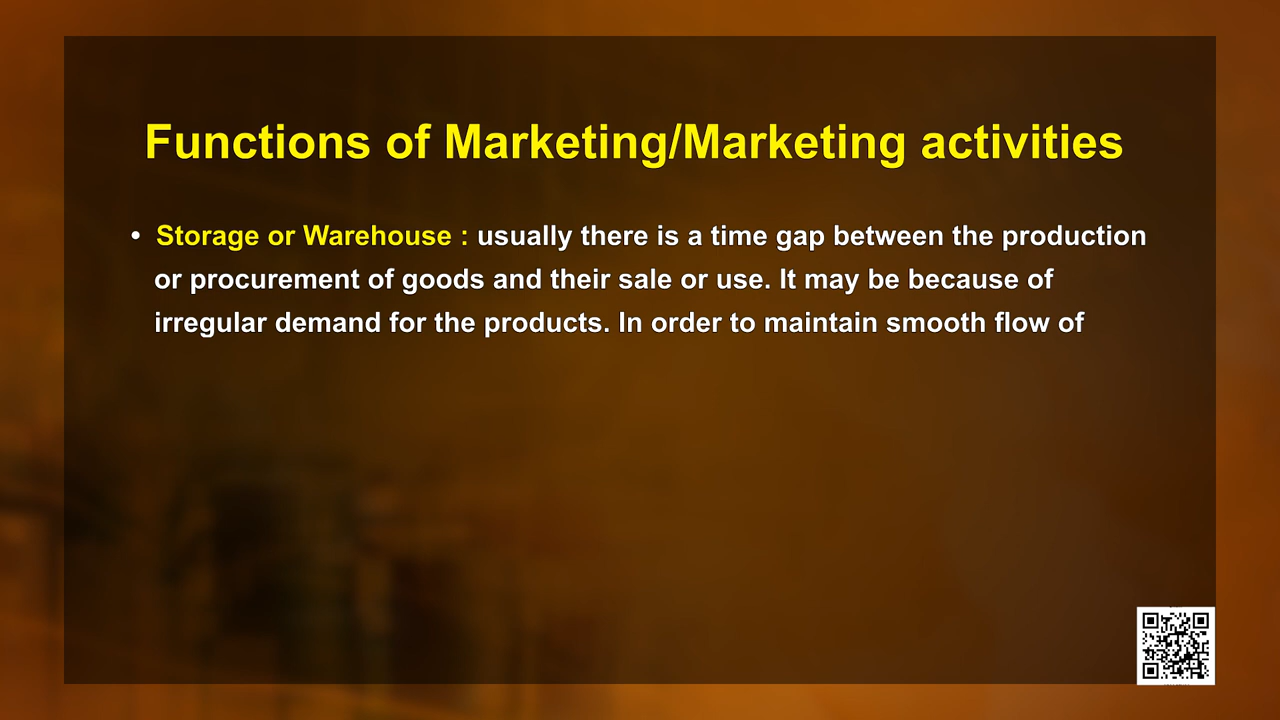 Functions of Marketing/Marketing activities
• Storage or Warehouse : usually there is a time gap between the production
or procurement of goods and their sale or use. It may be because of
irregular demand for the products. In order to maintain smooth flow of